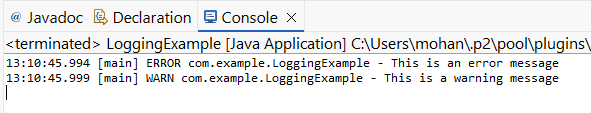 @ Javadoc Declaration Console
<terminated> LoggingExample [Java Application] C:\Users\mohan\.p2\pool\plugins\
13:10:45.994 [main] ERROR com.example.LoggingExample - This is an error message
13:10:45.999 [main] WARN com.example.LoggingExample - This is a warning message